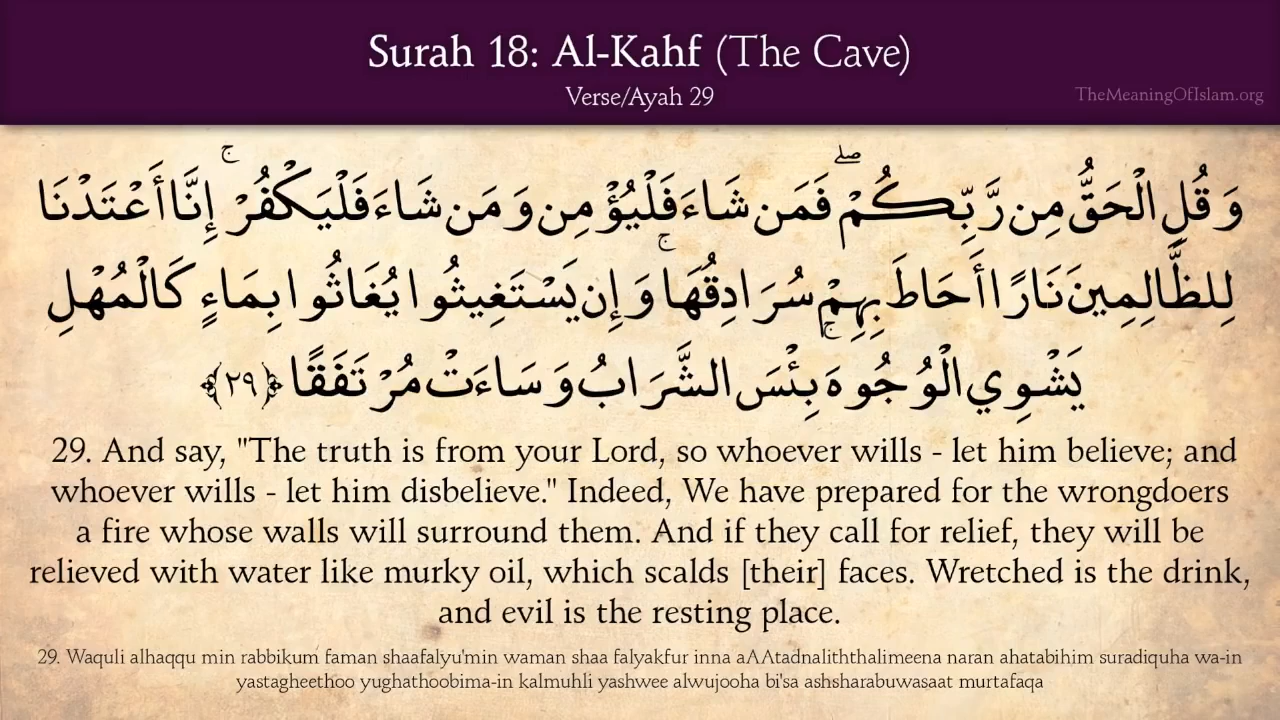 Surah 18: Al-Kahf (The Cave)
Verse/Ayah 29
TheMeaningOfIslam.org
وَقُلِ الْحَقُّ مِن رَّبِّكُمْ ۖ فَمَن شَاءَ فَلْيُؤْمِن وَمَن شَاءَ فَلْيَكْفُرْ ۚ إِنَّا أَعْتَدْنَا
لِلظَّالِمِينَ نَارًا أَحَاطَ بِهِمْ سُرَادِقُهَا ۚ وَإِن يَسْتَغِيثُوا يُغَاثُوا بِمَاءٍ كَالْمُهْلِ
يَشْوِي الْوُجُوهَ ۚ بِئْسَ الشَّرَابُ وَسَاءَتْ مُرْتَفَقًا ﴿٢٩﴾
29. And say, "The truth is from your Lord, so whoever wills - let him believe; and
whoever wills - let him disbelieve." Indeed, We have prepared for the wrongdoers
a fire whose walls will surround them. And if they call for relief, they will be
relieved with water like murky oil, which scalds [their] faces. Wretched is the drink,
and evil is the resting place.
29. Waquli alhaqqu min rabbikum faman shaafalyu'min waman shaa falyakfur inna aAAtadnaliththalimeena naran ahatabihim suradiquha wa-in
yastagheethoo yughathoobima-in kalmuhli yashwee alwujooha bi'sa ashsharabuwasaat murtafaqa